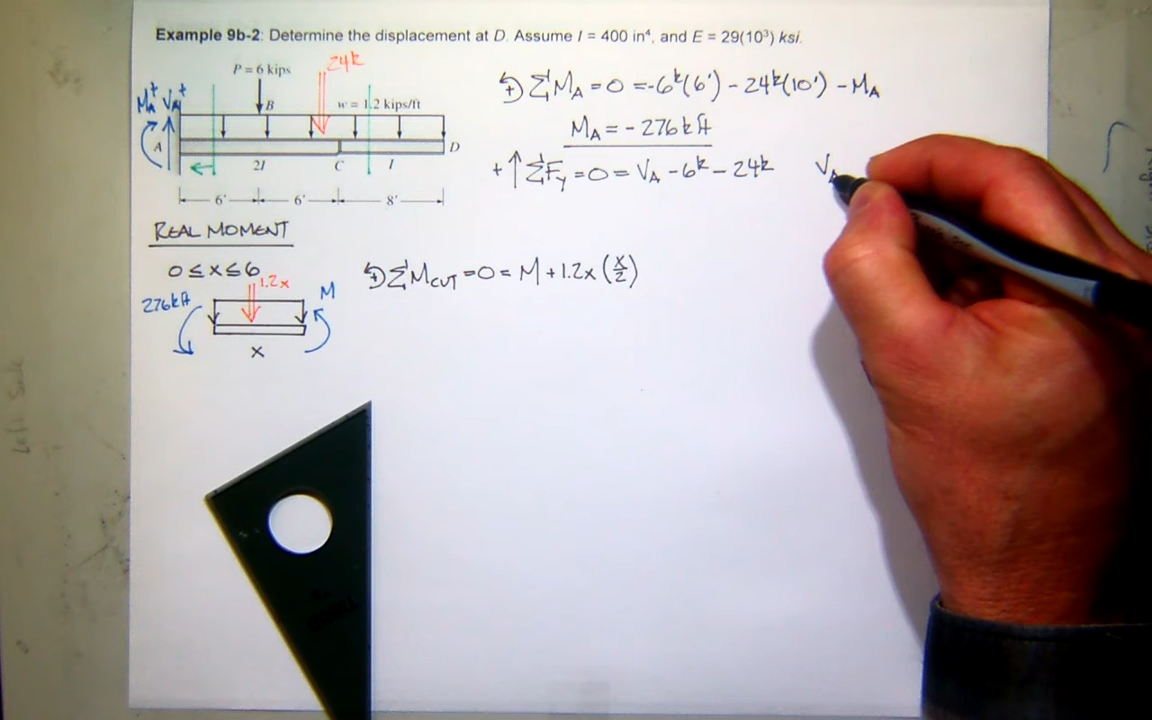 Example 9b-2: Determine the displacement at D. Assume I = 400 in⁴, and E = 29(10³) ksi.
24k
P = 6 kips
MA+ VA+
B
w = 1.2 kips/ft
A
2I
C
I
D
6' 6' 8'
+ ΣMA = 0 = -6k(6') - 24k(10') - MA
MA = -276k ft
+↑ΣFy = 0 = VA - 6k - 24k VA
REAL MOMENT
0 ≤ x ≤ 6
1.2x
276k ft
M
x
+ ΣMCUT = 0 = M + 1.2x (x/2)